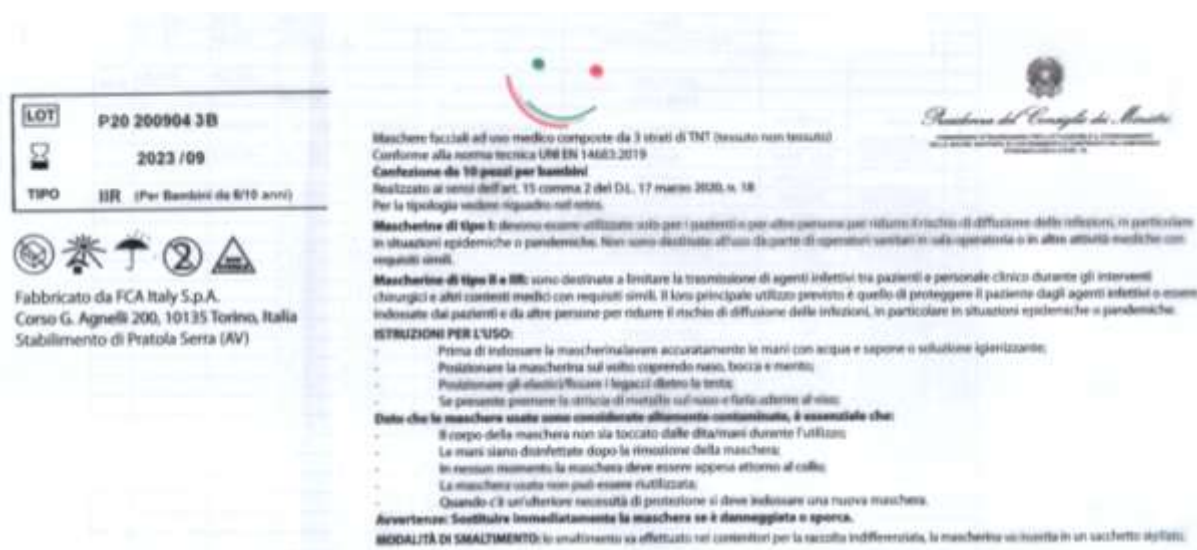 LOT P20 200904 3B
2023/09
TIPO IIR (Per Bambini da 6/10 anni)
Fabbricato da FCA Italy S.p.A.
Corso G. Agnelli 200, 10135 Torino, Italia
Stabilimento di Pratola Serra (AV)
Presidenza del Consiglio dei Ministri
Maschere facciali ad uso medico composte da 3 strati di TNT (tessuto non tessuto)
Conforme alla norma tecnica UNI EN 14683:2019
Confezione da 10 pezzi per bambini
Realizzato ai sensi dell'art. 15 comma 2 del D.L. 17 marzo 2020, n. 18
Per la tipologia vedere riquadro nel retro.
Mascherine di tipo I: devono essere utilizzate solo per i pazienti e per altre persone per ridurre il rischio di diffusione delle infezioni, in particolare
in situazioni epidemiche o pandemiche. Non sono destinate all'uso da parte di operatori sanitari in sala operatoria o in altre attività mediche con
requisiti simili.
Mascherine di tipo II e IIR: sono destinate a limitare la trasmissione di agenti infettivi tra pazienti e personale clinico durante gli interventi
chirurgici e altri contesti medici con requisiti simili. Il loro principale utilizzo previsto è quello di proteggere il paziente dagli agenti infettivi o essere
indossate dai pazienti e da altre persone per ridurre il rischio di diffusione delle infezioni, in particolare in situazioni epidemiche o pandemiche.
ISTRUZIONI PER L'USO:
- Prima di indossare la mascherina lavare accuratamente le mani con acqua e sapone o soluzione igienizzante;
- Posizionare la mascherina sul volto coprendo naso, bocca e mento;
- Posizionare gli elastici/fissare i legacci dietro la testa;
- Se presente premere la striscia di metallo sul naso e farla aderire al viso;
Dato che le maschere usate sono considerate altamente contaminate, è essenziale che:
- Il corpo della maschera non sia toccato dalle dita/mani durante l'utilizzo;
- Le mani siano disinfettate dopo la rimozione della maschera;
- In nessun momento la maschera deve essere appesa attorno al collo;
- La maschera usata non può essere riutilizzata;
- Quando c'è un'ulteriore necessità di protezione si deve indossare una nuova maschera.
Avvertenze: Sostituire immediatamente la maschera se è danneggiata o sporca.
MODALITÀ DI SMALTIMENTO: lo smaltimento va effettuato nei contenitori per la raccolta indifferenziata, la mascherina va inserita in un sacchetto